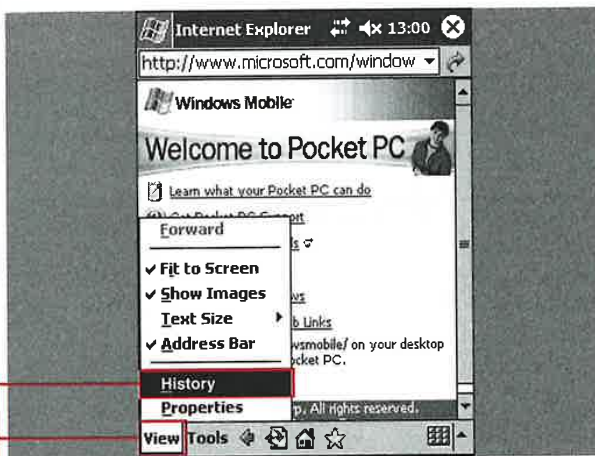 Internet Explorer 13:00
http://www.microsoft.com/window
Windows Mobile
Welcome to Pocket PC
Learn what your Pocket PC can do
Forward
Fit to Screen
Show Images
Text Size
b Links
Address Bar
wsmobile/ on your desktop
ocket PC.
History
Properties
p. All rights reserved.
View Tools